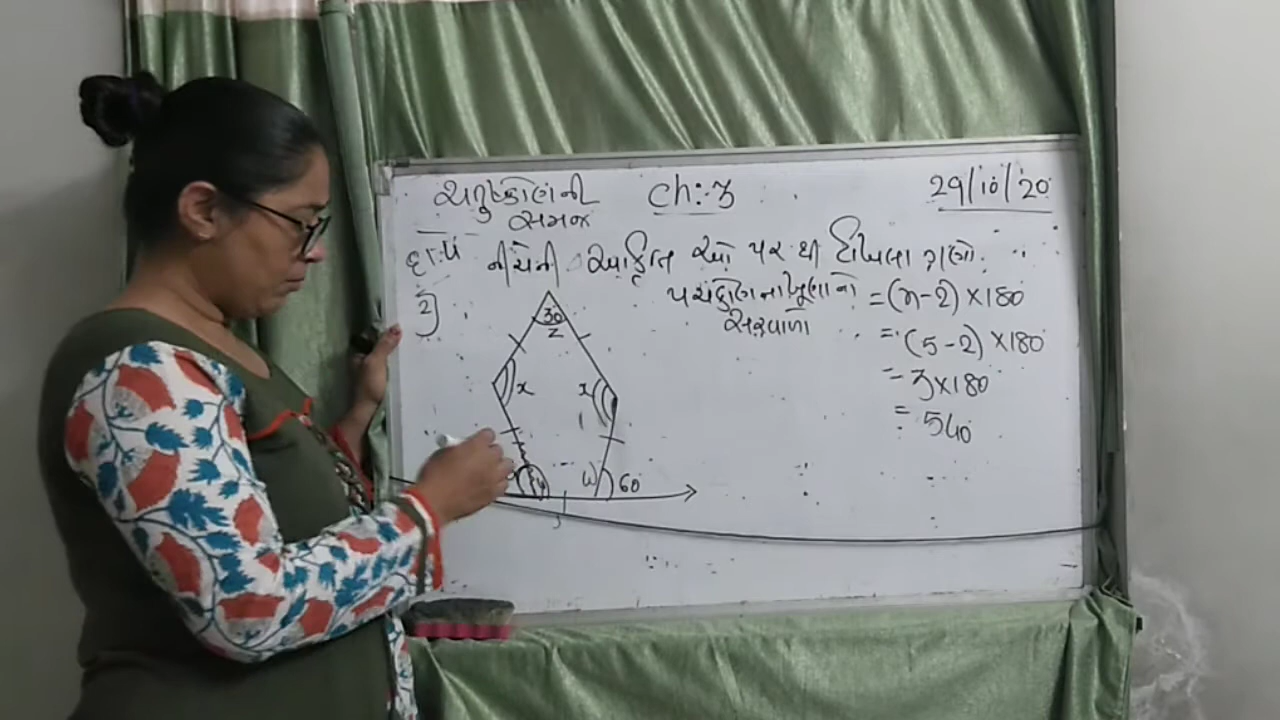 ચતુષ્કોણની ch:-3 29/10/20
સમજ
નીચેની આકૃતિ ઓ પર થી દાખલા ગણો.
2) પંચકોણના ખૂણાનો = (n-2) × 180
સરવાળો = (5-2) × 180
= 3 × 180
= 540
30
z
x x
w 60